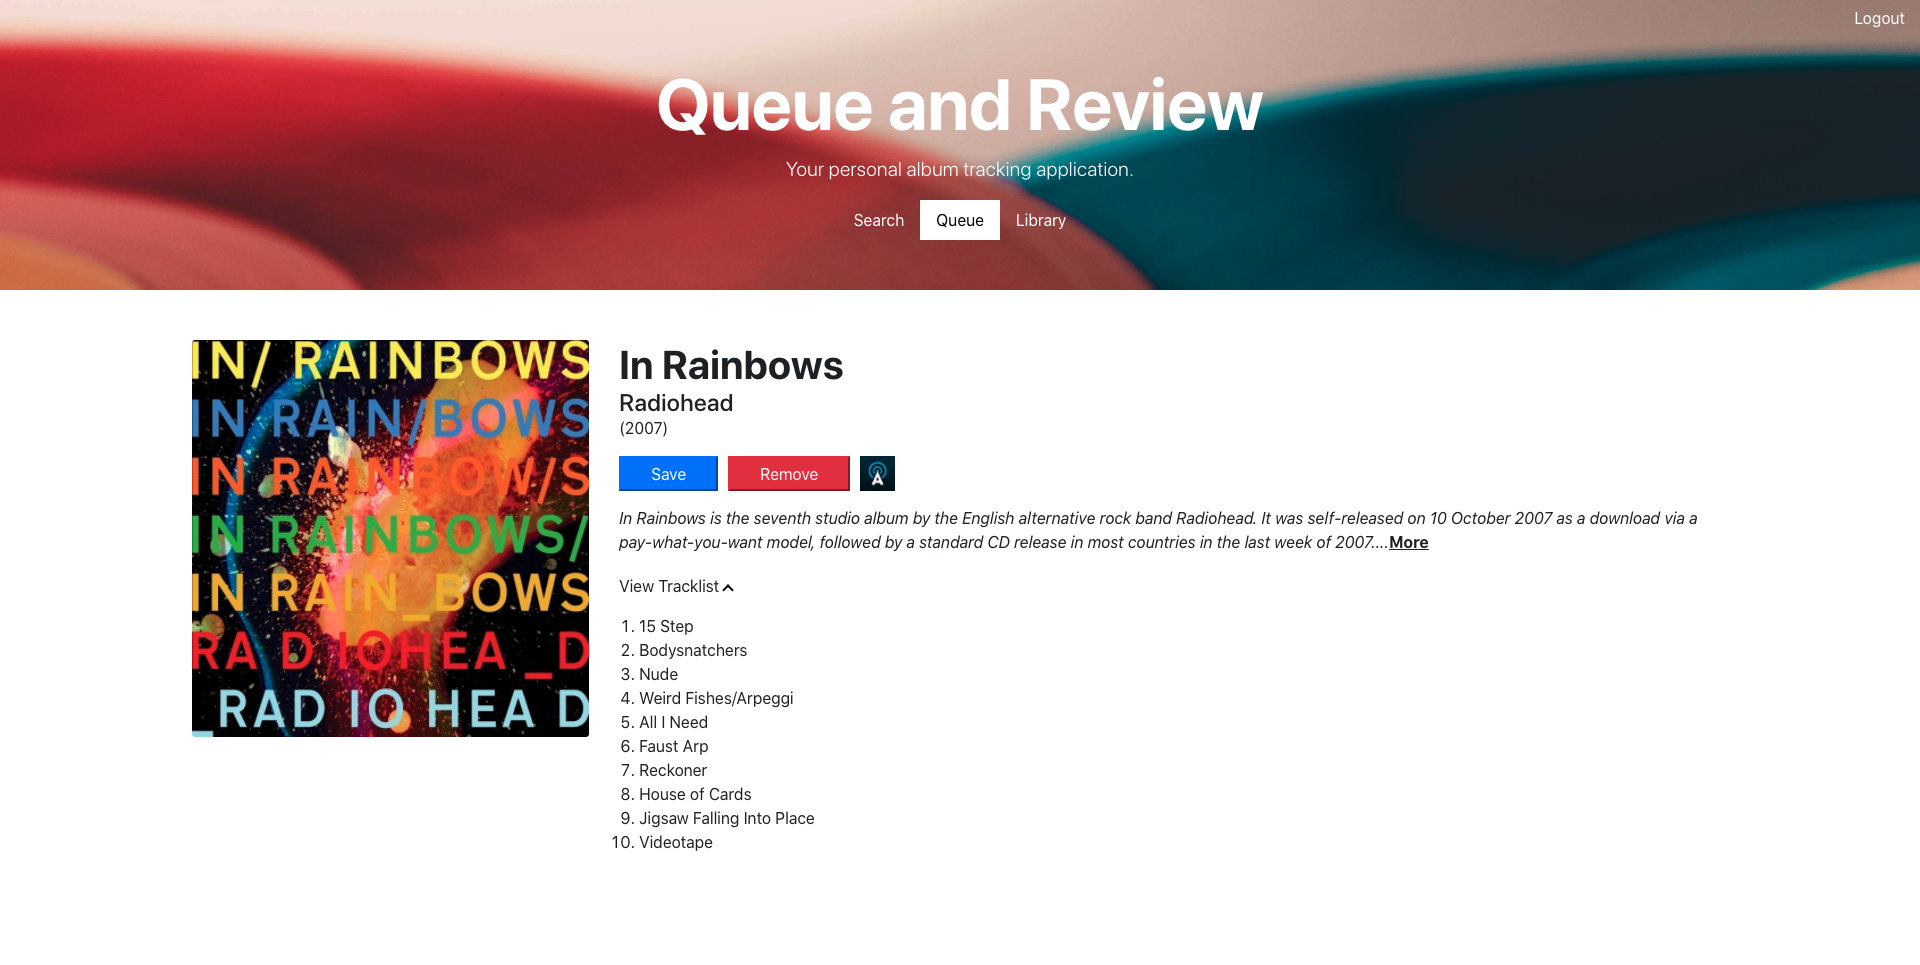 Logout
Queue and Review
Your personal album tracking application.
Search Queue Library
IN/ RAINBOWS
IN RAIN/BOWS
IN RAINBOW/S
IN RAINBOWS/
IN RAIN_BOWS
RA D IOHEA_D
_RAD IO HEA D
In Rainbows
Radiohead
(2007)
Save Remove A
In Rainbows is the seventh studio album by the English alternative rock band Radiohead. It was self-released on 10 October 2007 as a download via a
pay-what-you-want model, followed by a standard CD release in most countries in the last week of 2007....More
View Tracklist
1. 15 Step
2. Bodysnatchers
3. Nude
4. Weird Fishes/Arpeggi
5. All I Need
6. Faust Arp
7. Reckoner
8. House of Cards
9. Jigsaw Falling Into Place
10. Videotape